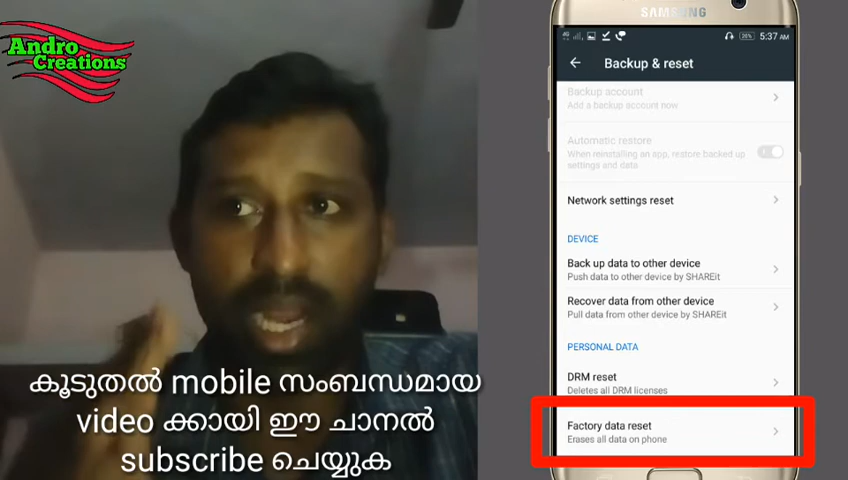 Andro
Creations
കൂടുതൽ mobile സംബന്ധമായ
video ക്കായി ഈ ചാനൽ
subscribe ചെയ്യുക
SAMSUNG
26%
5:37 AM
Backup & reset
Backup account
Add a backup account now
Automatic restore
When reinstalling an app, restore backed up
settings and data
Network settings reset
DEVICE
Back up data to other device
Push data to other device by SHAREit
Recover data from other device
Pull data from other device by SHAREit
PERSONAL DATA
DRM reset
Deletes all DRM licenses
Factory data reset
Erases all data on phone